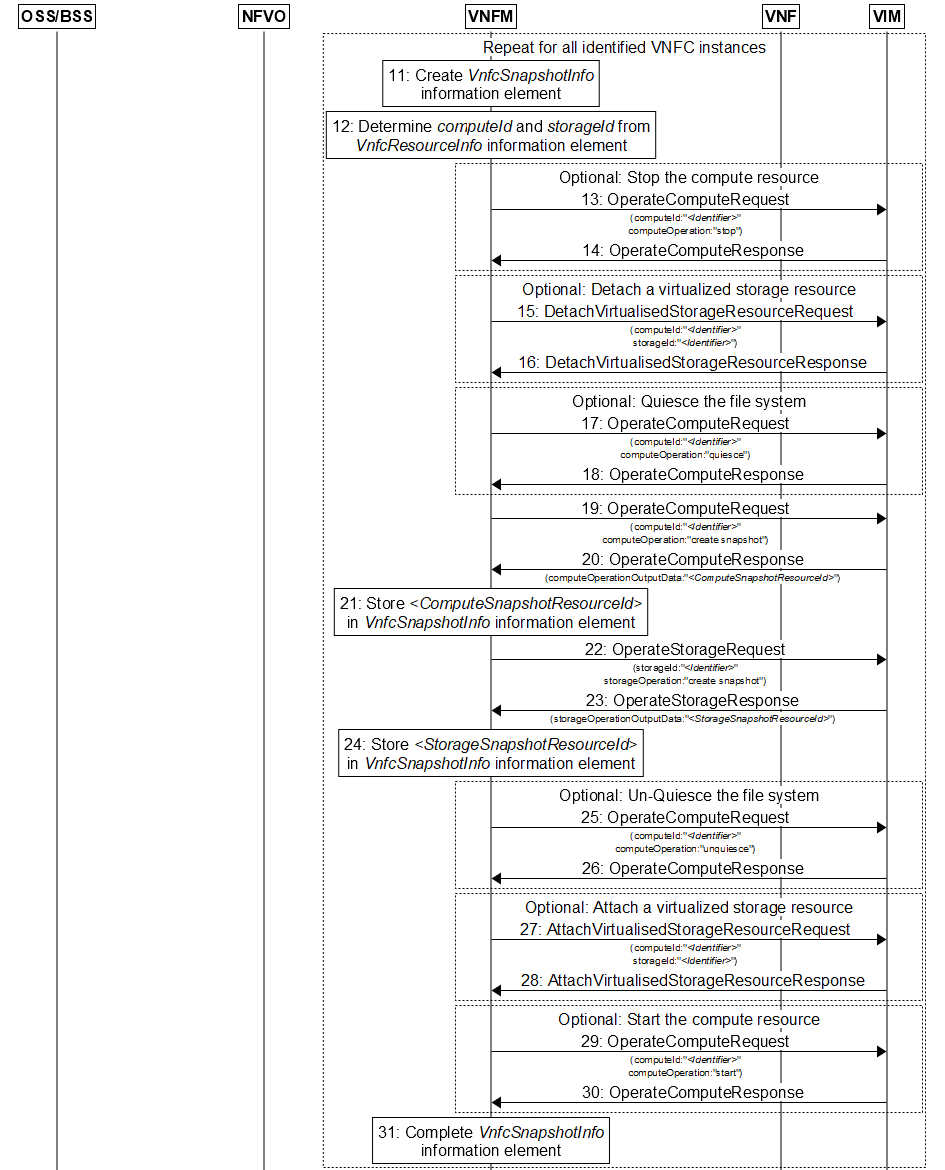 OSS/BSS NFVO VNFM VNF VIM
Repeat for all identified VNFC instances
11: Create VnfcSnapshotInfo
information element
12: Determine computeId and storageId from
VnfcResourceInfo information element
Optional: Stop the compute resource
13: OperateComputeRequest
(computeId:"<Identifier>"
computeOperation:"stop")
14: OperateComputeResponse
Optional: Detach a virtualized storage resource
15: DetachVirtualisedStorageResourceRequest
(computeId:"<Identifier>"
storageId:"<Identifier>")
16: DetachVirtualisedStorageResourceResponse
Optional: Quiesce the file system
17: OperateComputeRequest
(computeId:"<Identifier>"
computeOperation:"quiesce")
18: OperateComputeResponse
19: OperateComputeRequest
(computeId:"<Identifier>"
computeOperation:"create snapshot")
20: OperateComputeResponse
(computeOperationOutputData:"<ComputeSnapshotResourceId>")
21: Store <ComputeSnapshotResourceId>
in VnfcSnapshotInfo information element
22: OperateStorageRequest
(storageId:"<Identifier>"
storageOperation:"create snapshot")
23: OperateStorageResponse
(storageOperationOutputData:"<StorageSnapshotResourceId>")
24: Store <StorageSnapshotResourceId>
in VnfcSnapshotInfo information element
Optional: Un-Quiesce the file system
25: OperateComputeRequest
(computeId:"<Identifier>"
computeOperation:"unquiesce")
26: OperateComputeResponse
Optional: Attach a virtualized storage resource
27: AttachVirtualisedStorageResourceRequest
(computeId:"<Identifier>"
storageId:"<Identifier>")
28: AttachVirtualisedStorageResourceResponse
Optional: Start the compute resource
29: OperateComputeRequest
(computeId:"<Identifier>"
computeOperation:"start")
30: OperateComputeResponse
31: Complete VnfcSnapshotInfo
information element